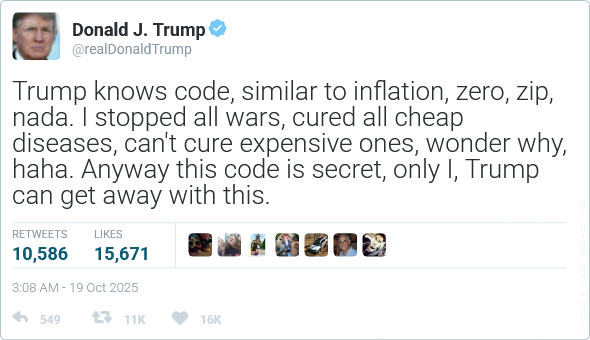 Donald J. Trump
@realDonaldTrump
Trump knows code, similar to inflation, zero, zip,
nada. I stopped all wars, cured all cheap
diseases, can't cure expensive ones, wonder why,
haha. Anyway this code is secret, only I, Trump
can get away with this.
RETWEETS LIKES
10,586 15,671
3:08 AM - 19 Oct 2025
549 11K 16K